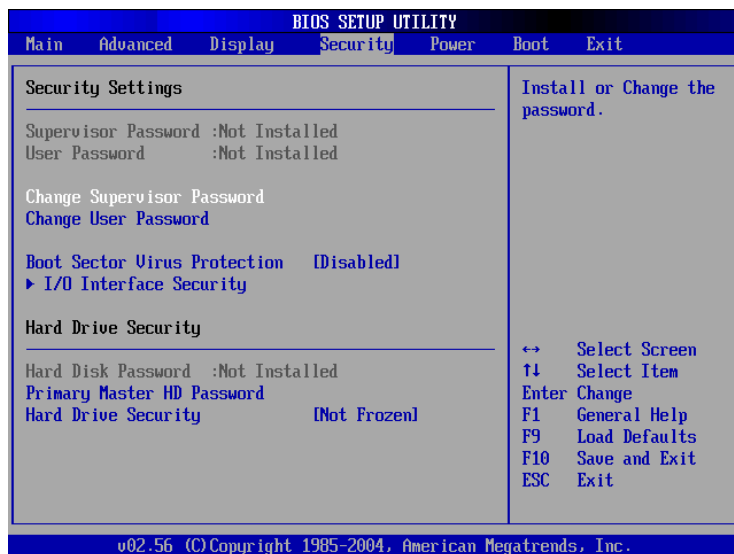 BIOS SETUP UTILITY
Main Advanced Display Security Power Boot Exit
Security Settings
Supervisor Password :Not Installed
User Password :Not Installed
Change Supervisor Password
Change User Password
Boot Sector Virus Protection [Disabled]
▶ I/O Interface Security
Hard Drive Security
Hard Disk Password :Not Installed
Primary Master HD Password
Hard Drive Security [Not Frozen]
Install or Change the
password.
↔ Select Screen
↑↓ Select Item
Enter Change
F1 General Help
F9 Load Defaults
F10 Save and Exit
ESC Exit
v02.56 (C)Copyright 1985-2004, American Megatrends, Inc.